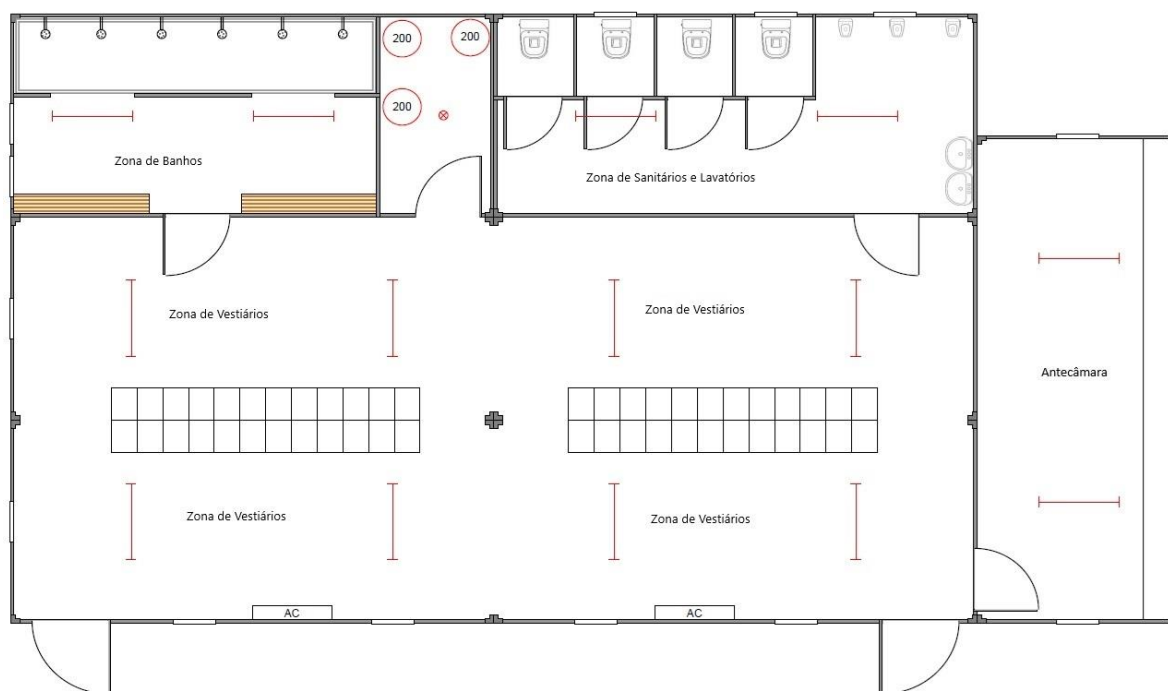 200
200
200
Zona de Banhos
Zona de Sanitários e Lavatórios
Zona de Vestiários
Zona de Vestiários
Antecâmara
Zona de Vestiários
Zona de Vestiários
AC
AC